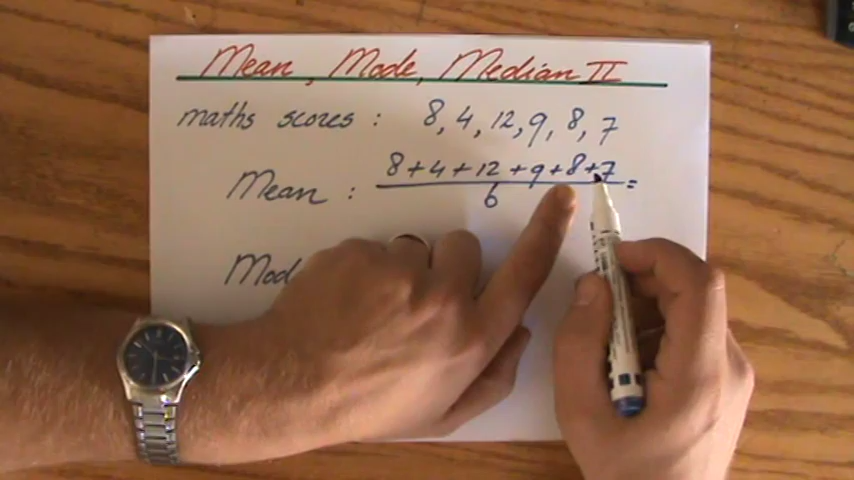 Mean, Mode, Median II
maths scores : 8, 4, 12, 9, 8, 7
Mean : 8+4+12+9+8+7 =
6
Mod